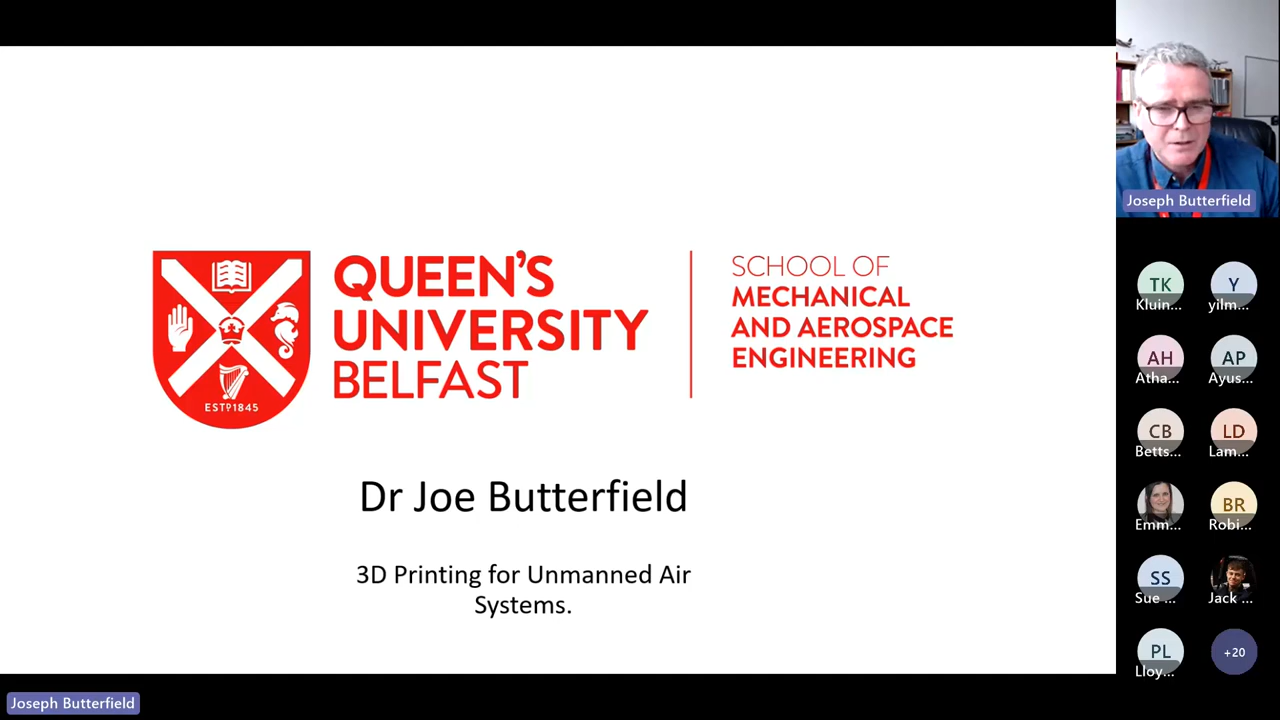 QUEEN'S
UNIVERSITY
BELFAST
ESTD1845
SCHOOL OF
MECHANICAL
AND AEROSPACE
ENGINEERING
Dr Joe Butterfield
3D Printing for Unmanned Air
Systems.
Joseph Butterfield
Joseph Butterfield
TK
Kluin...
Y
yilm...
AH
Atha...
AP
Ayus...
CB
Betts...
LD
Lam...
Emm...
BR
Robi...
SS
Sue ...
Jack ...
PL
Lloy...
+20